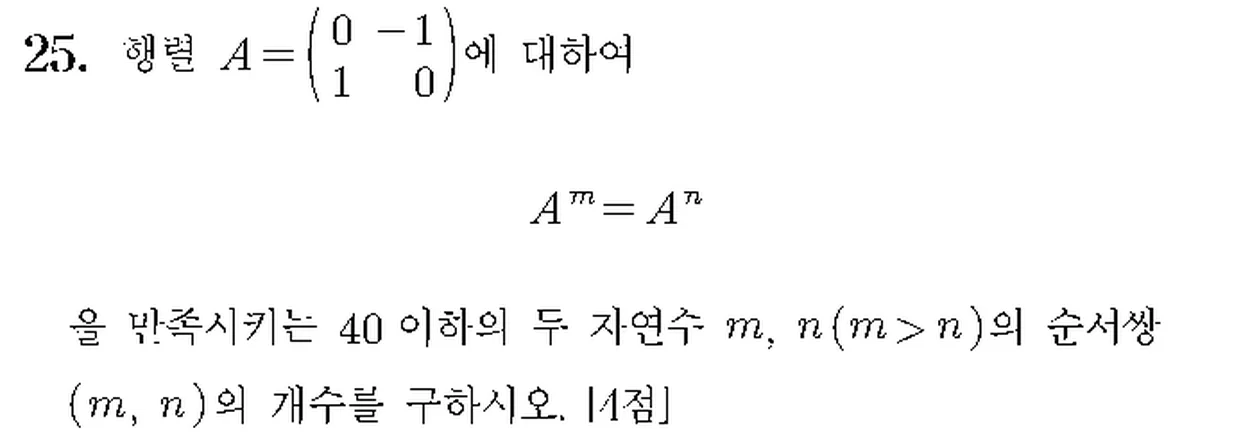 25. 행렬 A=(0 -1 1 0)에 대하여
A^m=A^n
을 만족시키는 40 이하의 두 자연수 m, n(m>n)의 순서쌍
(m, n)의 개수를 구하시오. [4점]